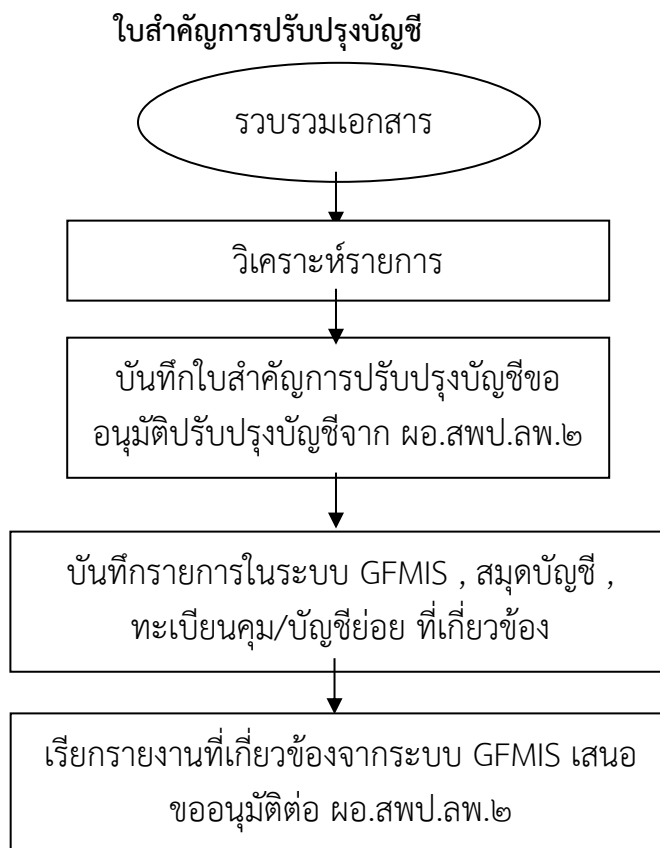 ใบสำคัญการปรับปรุงบัญชี
รวบรวมเอกสาร
วิเคราะห์รายการ
บันทึกใบสำคัญการปรับปรุงบัญชีขอ
อนุมัติปรับปรุงบัญชีจาก ผอ.สพป.ลพ.๒
บันทึกรายการในระบบ GFMIS , สมุดบัญชี ,
ทะเบียนคุม/บัญชีย่อย ที่เกี่ยวข้อง
เรียกรายงานที่เกี่ยวข้องจากระบบ GFMIS เสนอ
ขออนุมัติต่อ ผอ.สพป.ลพ.๒